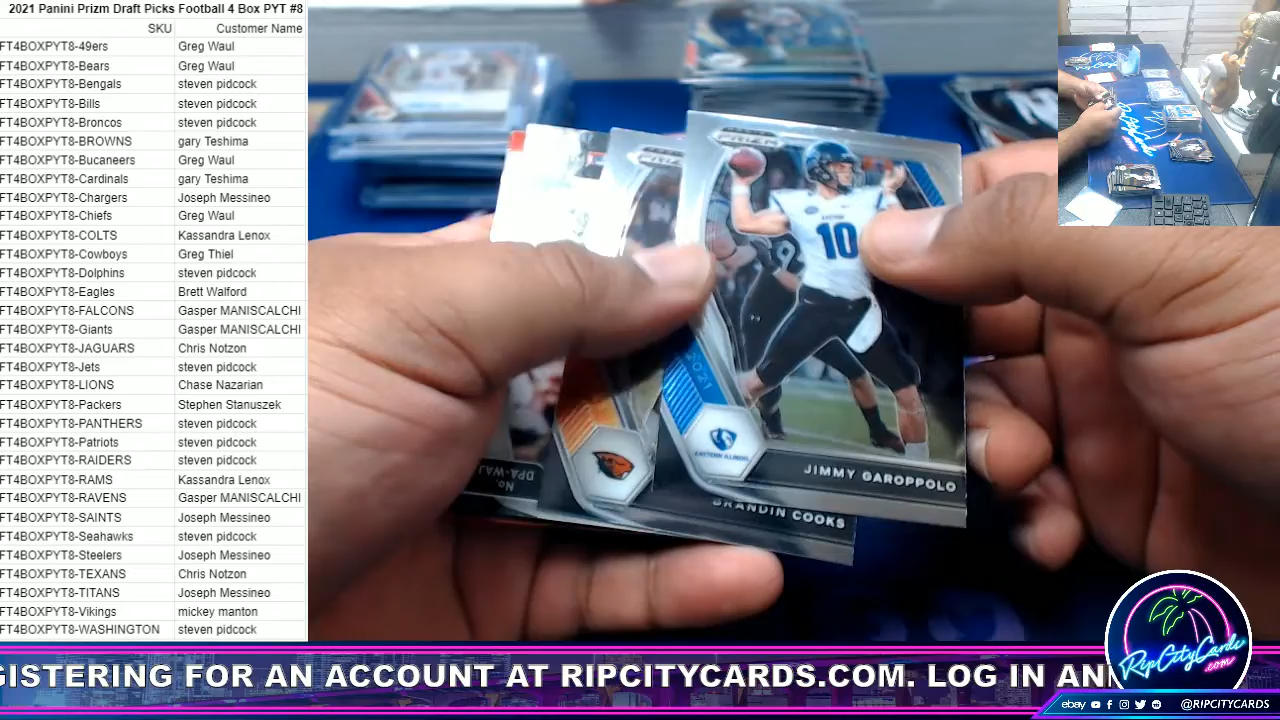 2021 Panini Prizm Draft Picks Football 4 Box PYT #8
SKU Customer Name
FT4BOXPYT8-49ers Greg Waul
FT4BOXPYT8-Bears Greg Waul
FT4BOXPYT8-Bengals steven pidcock
FT4BOXPYT8-Bills steven pidcock
FT4BOXPYT8-Broncos steven pidcock
FT4BOXPYT8-BROWNS gary Teshima
FT4BOXPYT8-Bucaneers Greg Waul
FT4BOXPYT8-Cardinals gary Teshima
FT4BOXPYT8-Chargers Joseph Messineo
FT4BOXPYT8-Chiefs Greg Waul
FT4BOXPYT8-COLTS Kassandra Lenox
FT4BOXPYT8-Cowboys Greg Thiel
FT4BOXPYT8-Dolphins steven pidcock
FT4BOXPYT8-Eagles Brett Walford
FT4BOXPYT8-FALCONS Gasper MANISCALCHI
FT4BOXPYT8-Giants Gasper MANISCALCHI
FT4BOXPYT8-JAGUARS Chris Notzon
FT4BOXPYT8-Jets steven pidcock
FT4BOXPYT8-LIONS Chase Nazarian
FT4BOXPYT8-Packers Stephen Stanuszek
FT4BOXPYT8-PANTHERS steven pidcock
FT4BOXPYT8-Patriots steven pidcock
FT4BOXPYT8-RAIDERS steven pidcock
FT4BOXPYT8-RAMS Kassandra Lenox
FT4BOXPYT8-RAVENS Gasper MANISCALCHI
FT4BOXPYT8-SAINTS Joseph Messineo
FT4BOXPYT8-Seahawks steven pidcock
FT4BOXPYT8-Steelers Joseph Messineo
FT4BOXPYT8-TEXANS Chris Notzon
FT4BOXPYT8-TITANS Joseph Messineo
FT4BOXPYT8-Vikings mickey manton
FT4BOXPYT8-WASHINGTON steven pidcock
PRIZM
10
2021
EASTERN ILLINOIS
JIMMY GAROPPOLO
BRANDIN COOKS
No.
DPA-WAJ
GISTERING FOR AN ACCOUNT AT RIPCITYCARDS.COM. LOG IN AN
RipCityCards
.com
ebay @RIPCITYCARDS